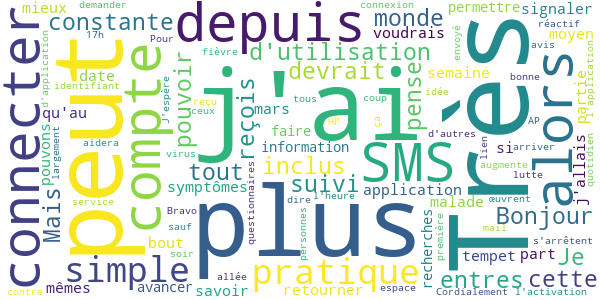 demander
mieux
constante
17h
Pour
d'application
date
identifiant
depuis
fièvre
d'utilisation
monde
voudrais
connexion
permettre
signaler
réactif
moyen
avis
envoyé
devrait
semaine
penser
idée
bonne
partie
l'application
connecter
peut
compte
pouvoir
j'espère
reçu
ceux
reçois
mars
tous
j'ai
coup
HP
ça
faire
information
d'autres
AP
Très
alors
quotidien
pouvons
qu'au
largement
aidera
virus
Mais
tout
symptômes
questionnaires
inclus
suivi
SMS
application
dire
l'heure
personnes
malade
lien
si
arriver
lutte
j'allais
augmente
œuvrent
service
Bravo
sauf
soir
plus
recherches
première
mail
Bonjour
s'arrêtent
simple
bout
avancer
allée
pratique
espace
tempet
part
Je
contre
mêmes
savoir
retourner
entres
cette
Cordialement
l'activation